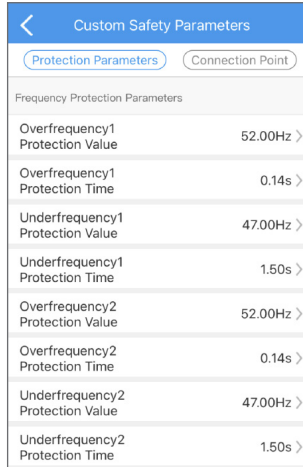 Custom Safety Parameters
Protection Parameters
Connection Point
Frequency Protection Parameters
Overfrequency1
Protection Value
52.00Hz
Overfrequency1
Protection Time
0.14s
Underfrequency1
Protection Value
47.00Hz
Underfrequency1
Protection Time
1.50s
Overfrequency2
Protection Value
52.00Hz
Overfrequency2
Protection Time
0.14s
Underfrequency2
Protection Value
47.00Hz
Underfrequency2
Protection Time
1.50s